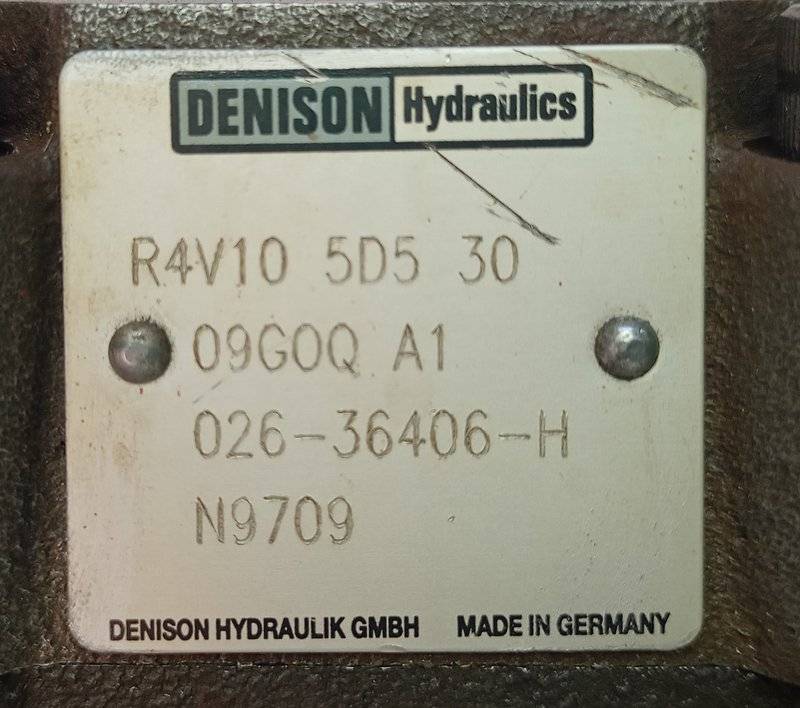 DENISON Hydraulics
R4V10 5D5 30
09G0Q A1
026-36406-H
N9709
DENISON HYDRAULIK GMBH MADE IN GERMANY